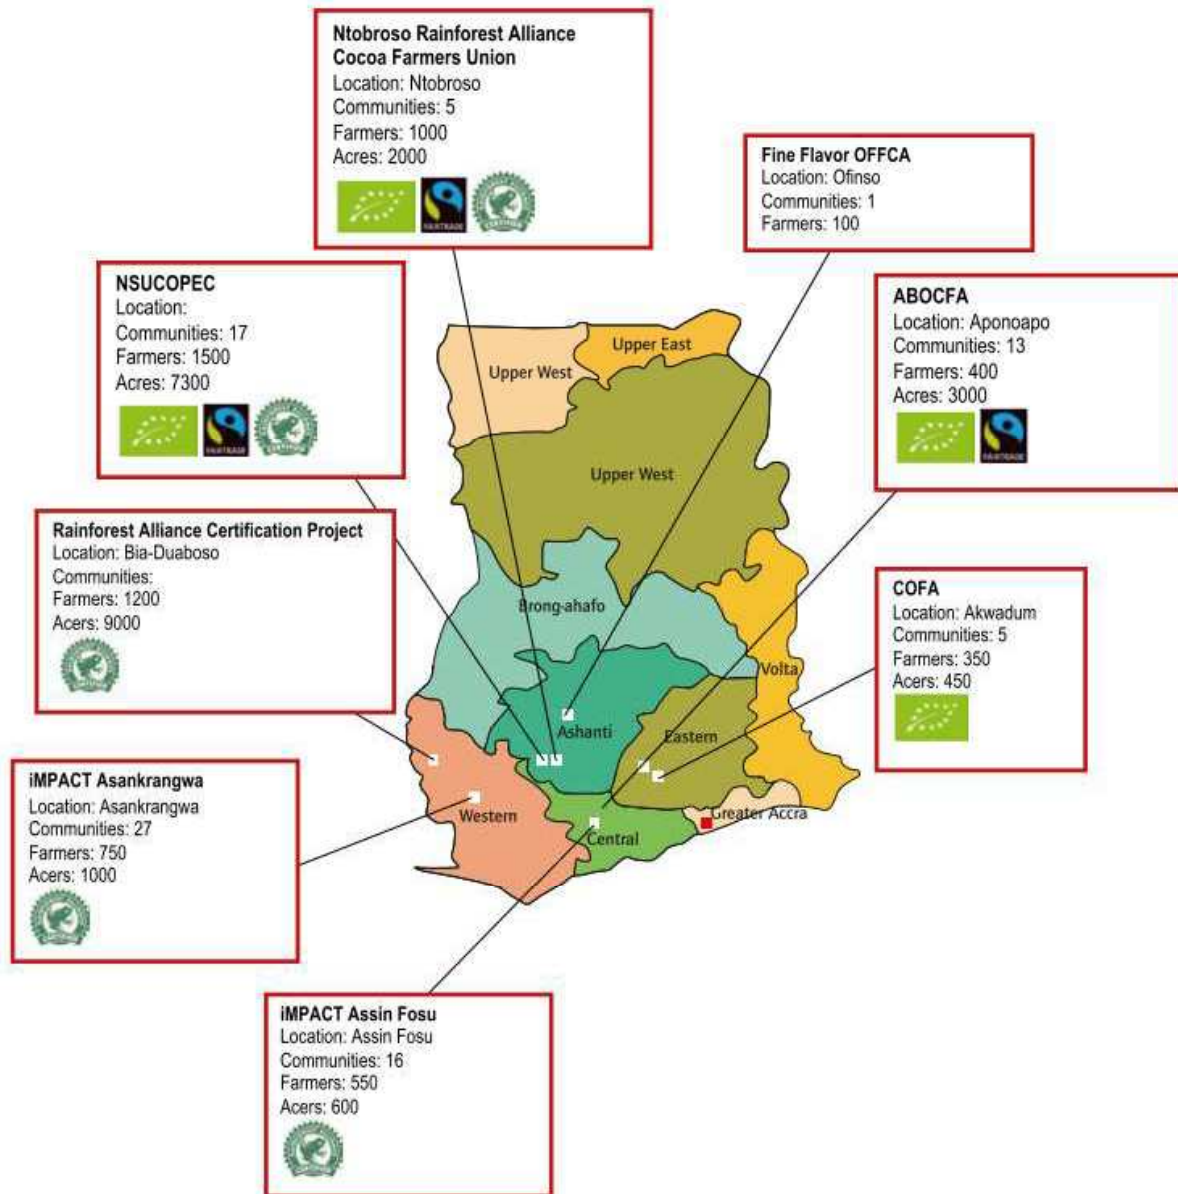 Ntobroso Rainforest Alliance
Cocoa Farmers Union
Location: Ntobroso
Communities: 5
Farmers: 1000
Acres: 2000
FAIRTRADE
Fine Flavor OFFCA
Location: Ofinso
Communities: 1
Farmers: 100
NSUCOPEC
Location:
Communities: 17
Farmers: 1500
Acres: 7300
FAIRTRADE
ABOCFA
Location: Aponoapo
Communities: 13
Farmers: 400
Acres: 3000
FAIRTRADE
Rainforest Alliance Certification Project
Location: Bia-Duaboso
Communities:
Farmers: 1200
Acers: 9000
COFA
Location: Akwadum
Communities: 5
Farmers: 350
Acers: 450
iMPACT Asankrangwa
Location: Asankrangwa
Communities: 27
Farmers: 750
Acers: 1000
iMPACT Assin Fosu
Location: Assin Fosu
Communities: 16
Farmers: 550
Acers: 600
Upper East
Upper West
Upper West
Brong-ahafo
Volta
Ashanti
Eastern
Western
Central
Greater Accra